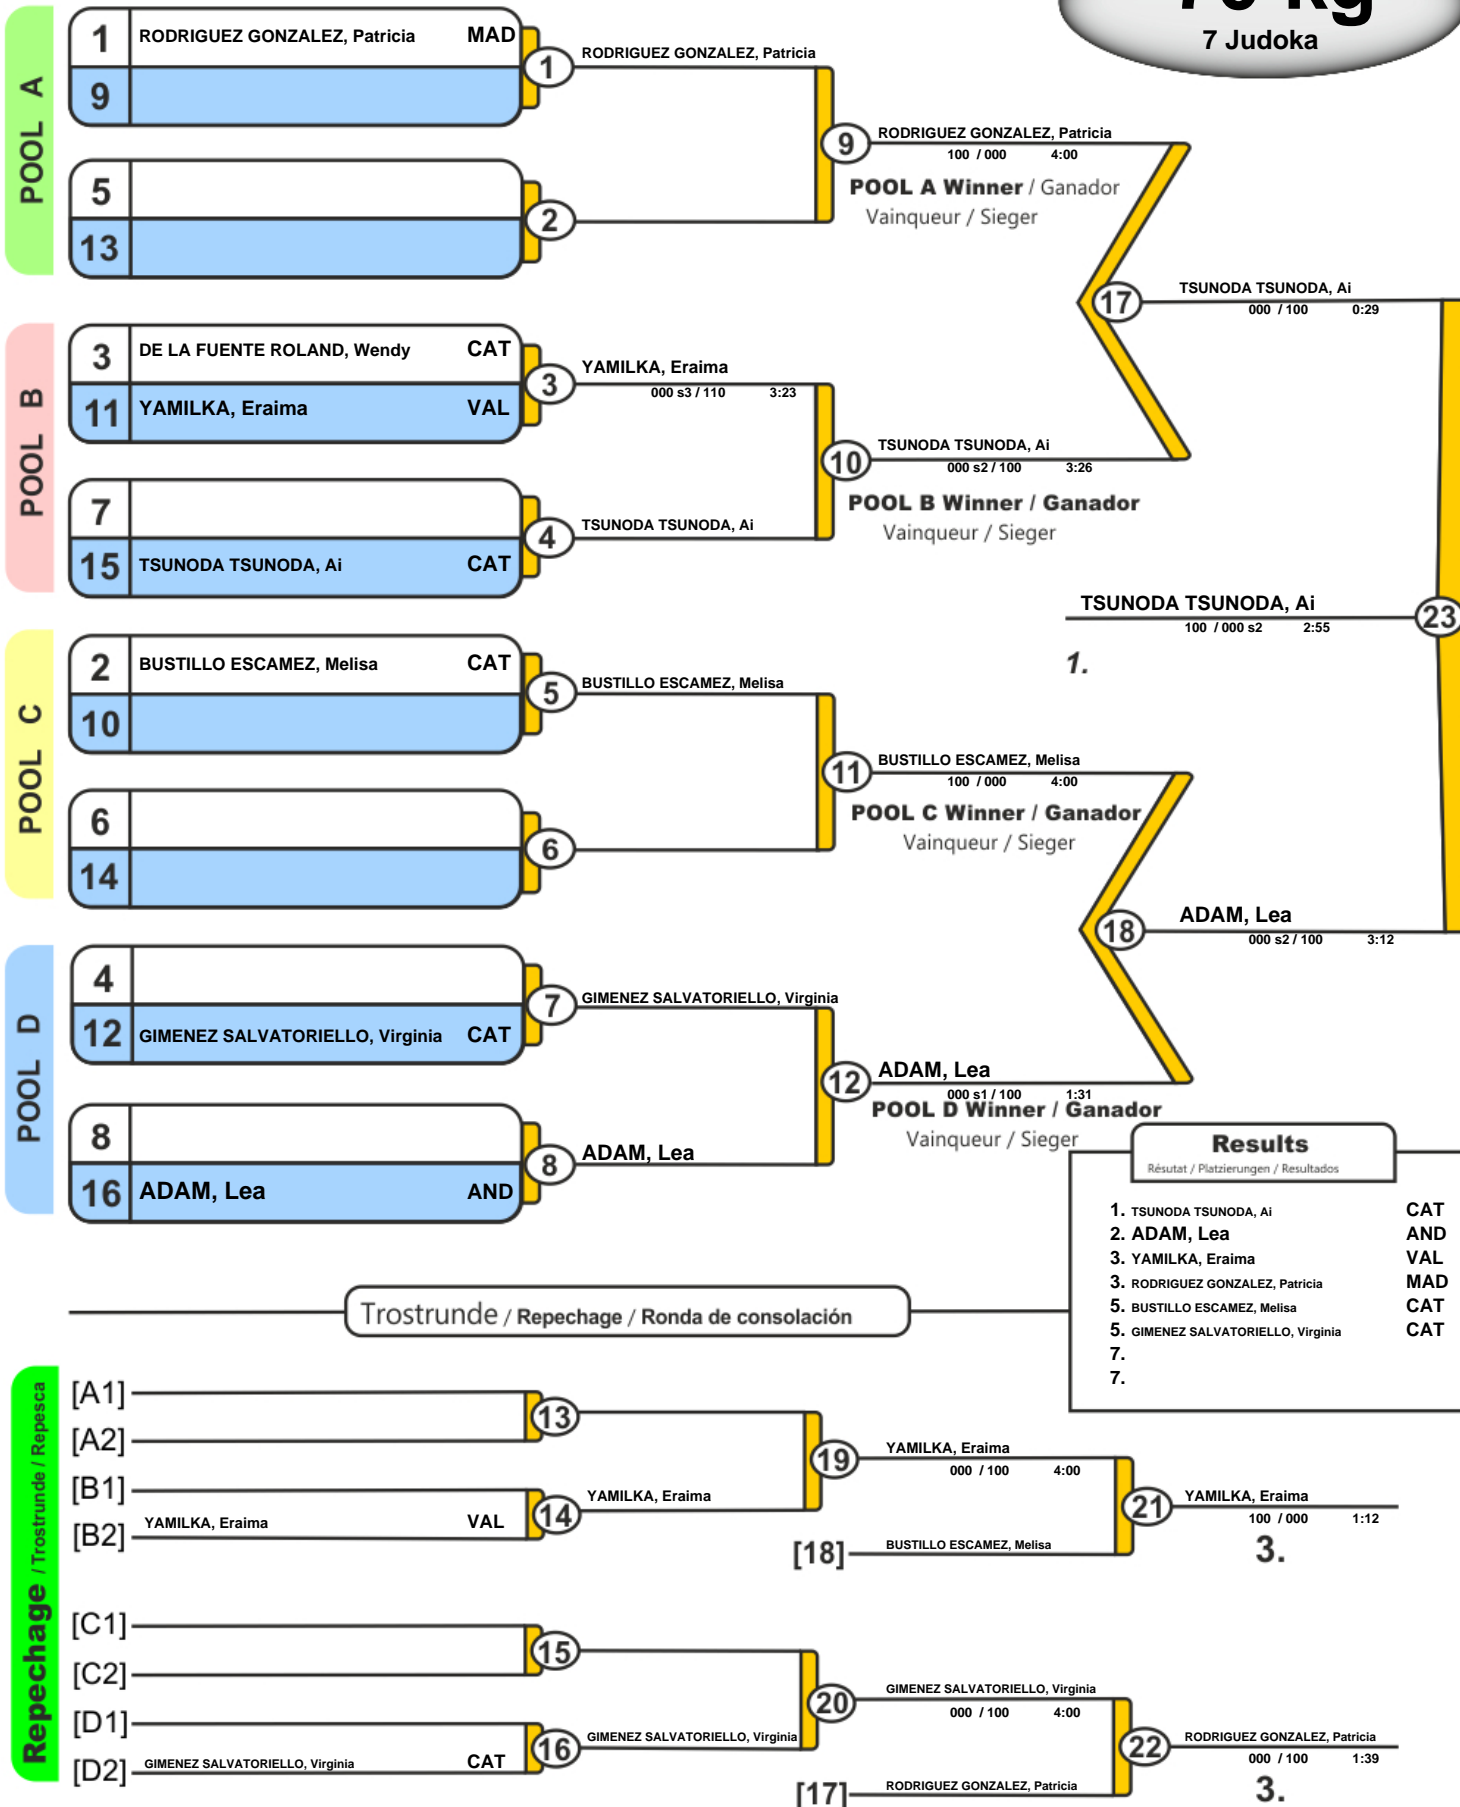 7 Judoka
POOL A
1 RODRIGUEZ GONZALEZ, Patricia MAD
9
1 RODRIGUEZ GONZALEZ, Patricia
5
13
2
9 RODRIGUEZ GONZALEZ, Patricia
100 / 000 4:00
POOL A Winner / Ganador
Vainqueur / Sieger
17 TSUNODA TSUNODA, Ai
000 / 100 0:29
POOL B
3 DE LA FUENTE ROLAND, Wendy CAT
11 YAMILKA, Eraima VAL
3 YAMILKA, Eraima
000 s3 / 110 3:23
7
15 TSUNODA TSUNODA, Ai CAT
4 TSUNODA TSUNODA, Ai
10 TSUNODA TSUNODA, Ai
000 s2 / 100 3:26
POOL B Winner / Ganador
Vainqueur / Sieger
TSUNODA TSUNODA, Ai 23
100 / 000 s2 2:55
1.
POOL C
2 BUSTILLO ESCAMEZ, Melisa CAT
10
5 BUSTILLO ESCAMEZ, Melisa
6
14
6
11 BUSTILLO ESCAMEZ, Melisa
100 / 000 4:00
POOL C Winner / Ganador
Vainqueur / Sieger
18 ADAM, Lea
000 s2 / 100 3:12
POOL D
4
12 GIMENEZ SALVATORIELLO, Virginia CAT
7 GIMENEZ SALVATORIELLO, Virginia
8
16 ADAM, Lea AND
8 ADAM, Lea
12 ADAM, Lea
000 s1 / 100 1:31
POOL D Winner / Ganador
Vainqueur / Sieger
Results
Résutat / Platzierungen / Resultados
1. TSUNODA TSUNODA, Ai CAT
2. ADAM, Lea AND
3. YAMILKA, Eraima VAL
3. RODRIGUEZ GONZALEZ, Patricia MAD
5. BUSTILLO ESCAMEZ, Melisa CAT
5. GIMENEZ SALVATORIELLO, Virginia CAT
7.
7.
Trostrunde / Repechage / Ronda de consolación
Repechage / Trostrunde / Repesca
[A1]
[A2]
13
[B1]
[B2] YAMILKA, Eraima VAL
14 YAMILKA, Eraima
19 YAMILKA, Eraima
000 / 100 4:00
[18] BUSTILLO ESCAMEZ, Melisa
21 YAMILKA, Eraima
100 / 000 1:12
3.
[C1]
[C2]
15
[D1]
[D2] GIMENEZ SALVATORIELLO, Virginia CAT
16 GIMENEZ SALVATORIELLO, Virginia
20 GIMENEZ SALVATORIELLO, Virginia
000 / 100 4:00
[17] RODRIGUEZ GONZALEZ, Patricia
22 RODRIGUEZ GONZALEZ, Patricia
000 / 100 1:39
3.